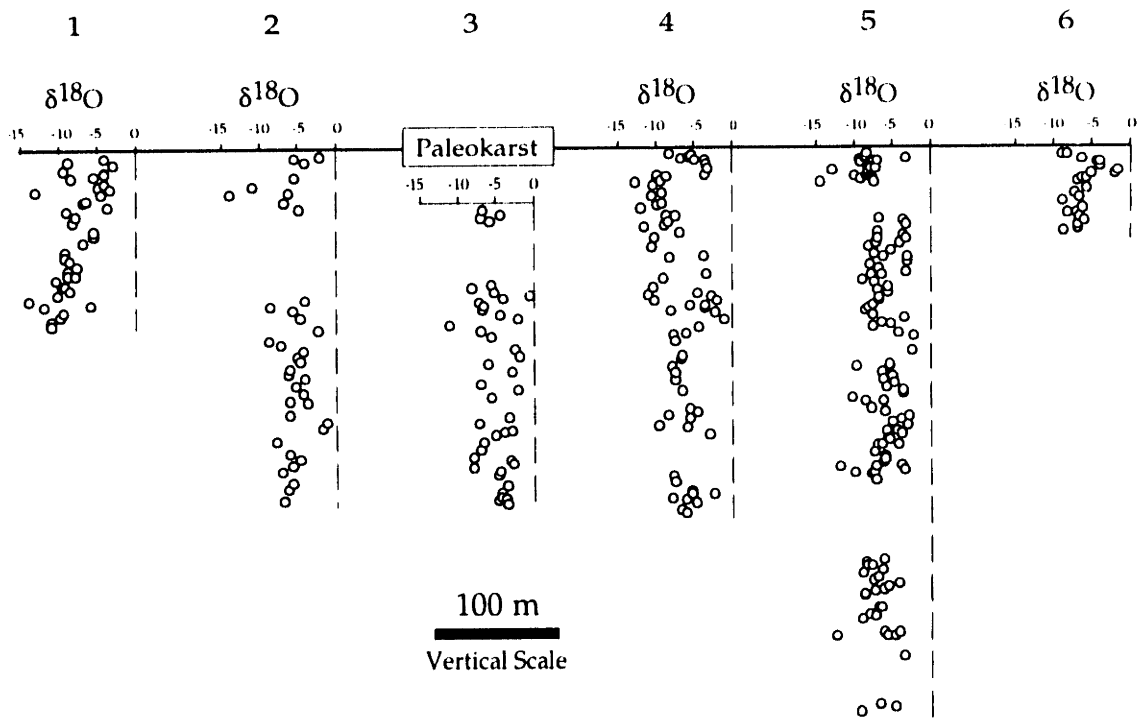 1 2 3 4 5 6
δ18O δ18O δ18O δ18O δ18O
-15 -10 -5 0 -15 -10 -5 0 -15 -10 -5 0 -15 -10 -5 0 -15 -10 -5 0
Paleokarst
-15 -10 -5 0
100 m
Vertical Scale